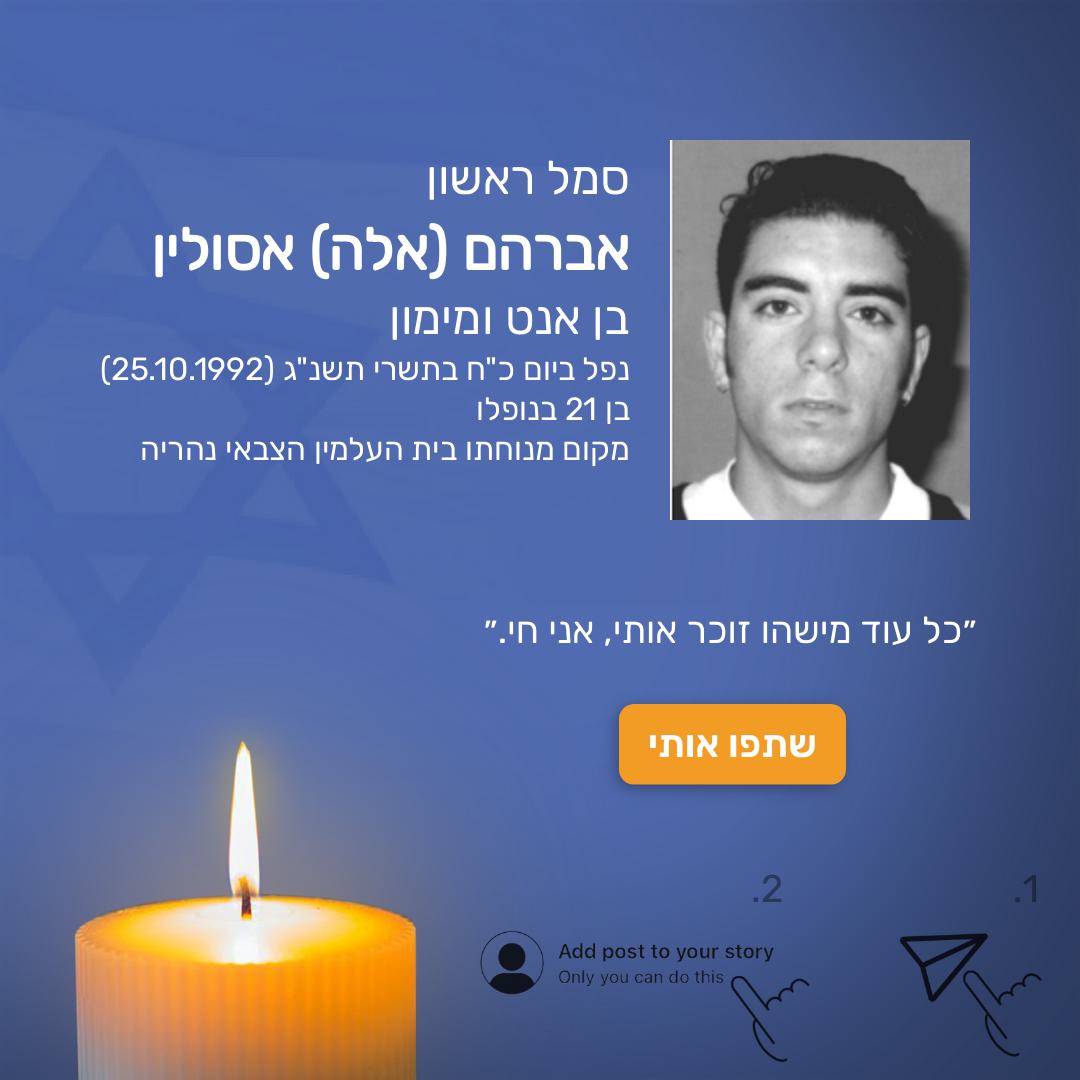 סמל ראשון
אברהם (אלה) אסולין
בן אנט ומימון
נפל ביום כ"ח בתשרי תשנ"ג (25.10.1992)
בן 21 בנופלו
מקום מנוחתו בית העלמין הצבאי נהריה
״כל עוד מישהו זוכר אותי, אני חי.״
שתפו אותי
.1
.2
Add post to your story
Only you can do this